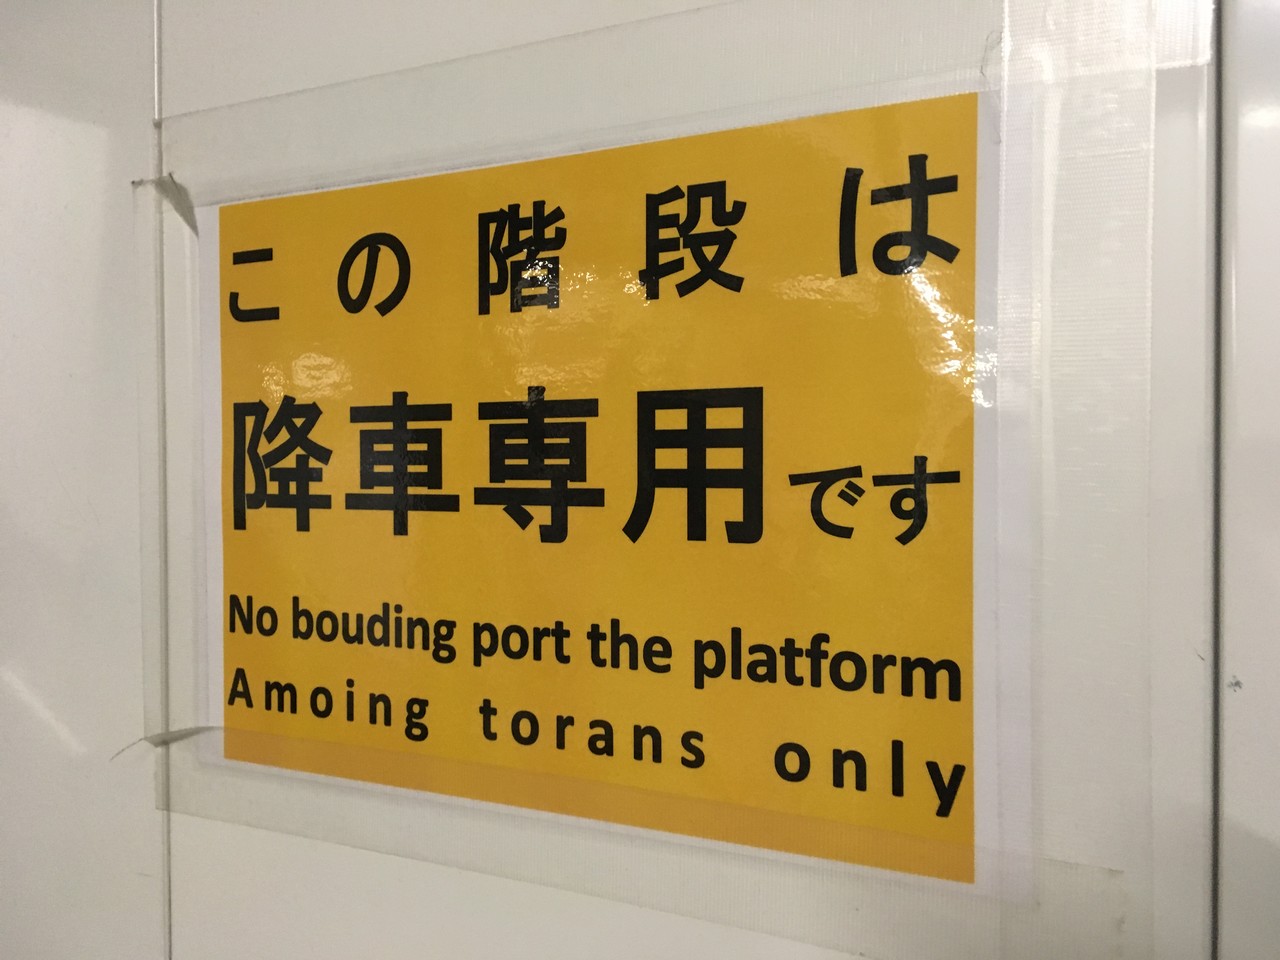 この階段は
降車専用です
No bouding port the platform
Amoing torans only